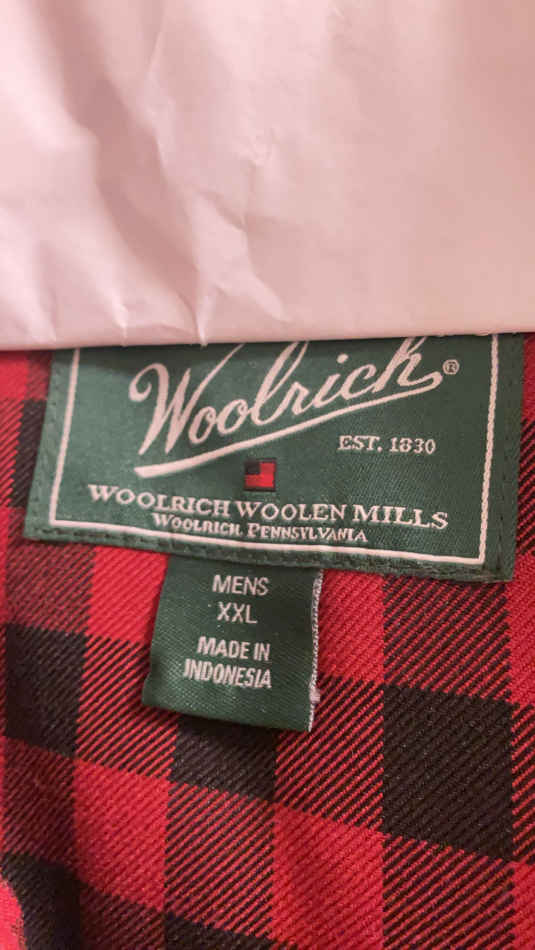 Woolrich®
EST. 1830
WOOLRICH WOOLEN MILLS
WOOLRICH, PENNSYLVANIA
MENS
XXL
MADE IN
INDONESIA